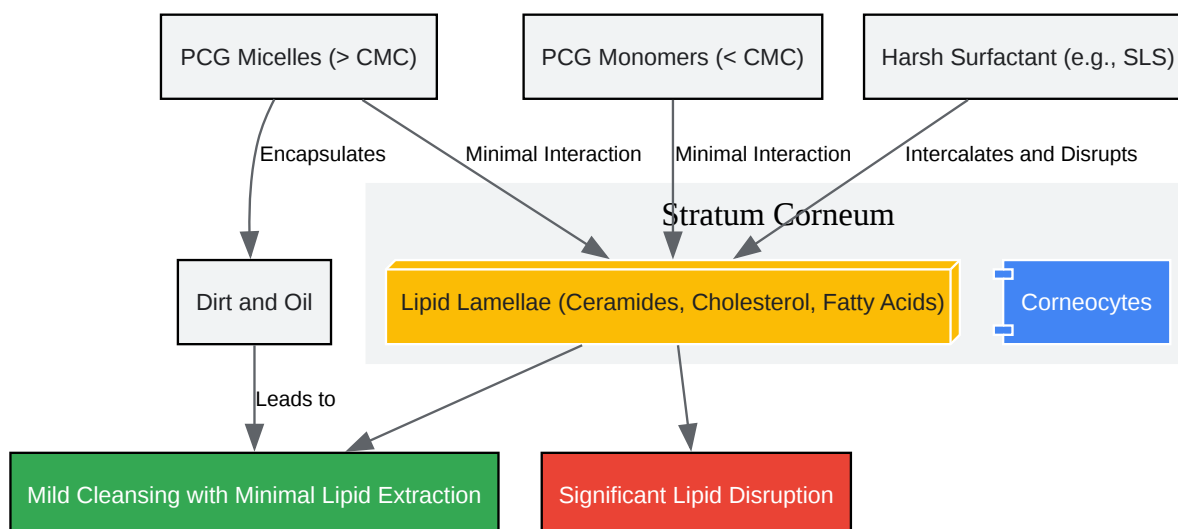 PCG Micelles (> CMC)
PCG Monomers (< CMC)
Harsh Surfactant (e.g., SLS)
Encapsulates
Minimal Interaction
Minimal Interaction
Intercalates and Disrupts
Stratum Corneum
Dirt and Oil
Lipid Lamellae (Ceramides, Cholesterol, Fatty Acids)
Corneocytes
Leads to
Mild Cleansing with Minimal Lipid Extraction
Significant Lipid Disruption